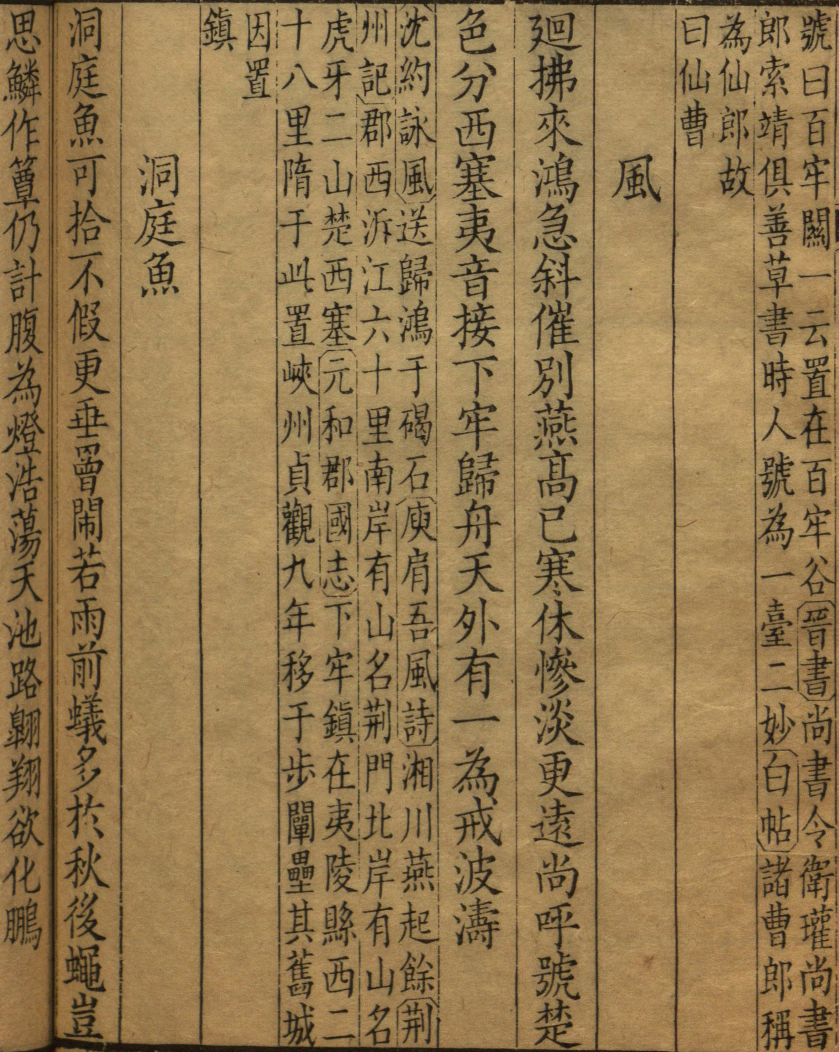 號曰百牢關一云置在百牢谷晉書尚書令衛瓘尚書
郎索靖俱善草書時人號為一臺二妙白帖諸曹郎稱
為仙郎故
曰仙曹
風
廻拂來鴻急斜催別燕高已寒休慘淡更遠尚呼號楚
色分西塞夷音接下牢歸舟天外有一為戒波濤
沈約詠風送歸鴻于碣石庾肩吾風詩湘川燕起餘荆
州記郡西泝江六十里南岸有山名荆門北岸有山名
虎牙二山楚西塞元和郡國志下牢鎮在夷陵縣西二
十八里隋于此置峽州貞觀九年移于步闡壘其舊城
因置
鎮
洞庭魚
洞庭魚可拾不假更垂罾閙若雨前蟻多於秋後蠅豈
思鱗作簟仍計腹為燈浩蕩天池路翱翔欲化鵬